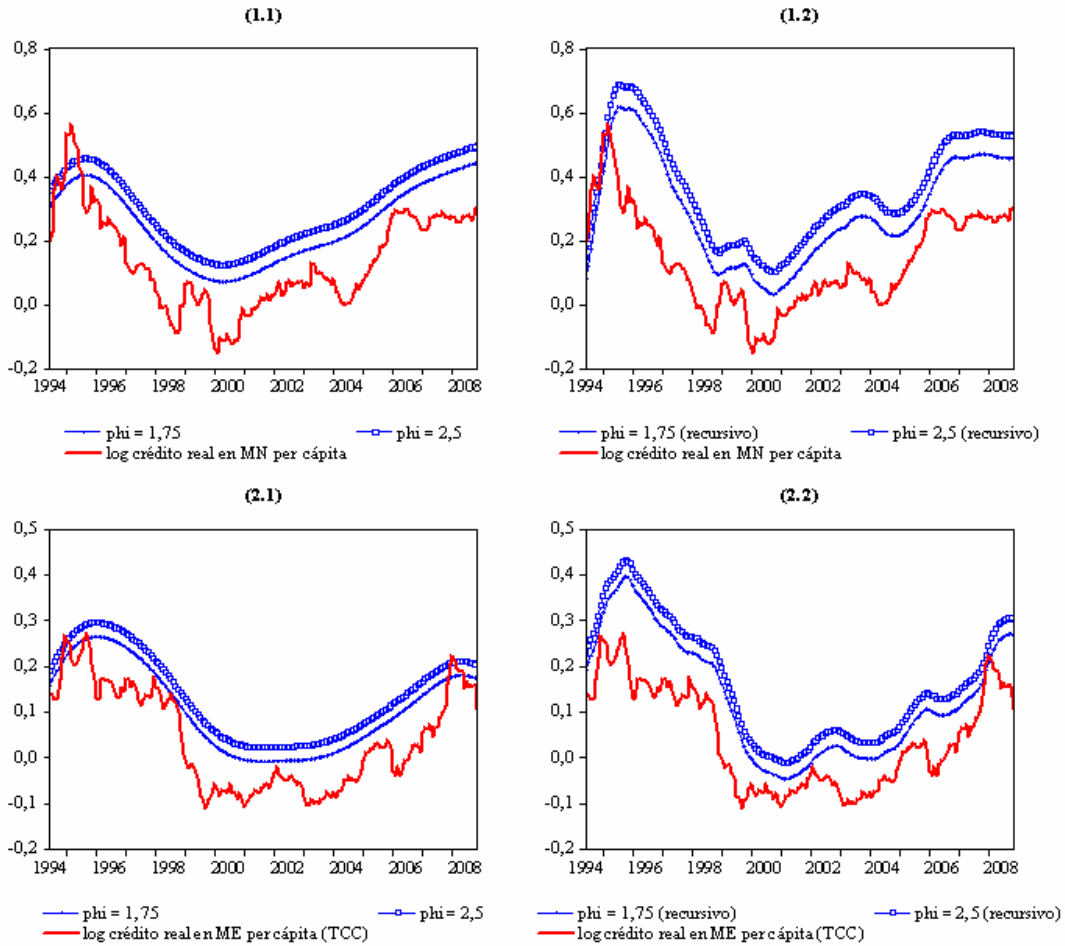 (1.1)
0,8
0,6
0,4
0,2
0,0
-0,2
1994 1996 1998 2000 2002 2004 2006 2008
phi = 1,75
phi = 2,5
log crédito real en MN per cápita
(1.2)
0,8
0,6
0,4
0,2
0,0
-0,2
1994 1996 1998 2000 2002 2004 2006 2008
phi = 1,75 (recursivo)
phi = 2,5 (recursivo)
log crédito real en MN per cápita
(2.1)
0,5
0,4
0,3
0,2
0,1
0,0
-0,1
-0,2
1994 1996 1998 2000 2002 2004 2006 2008
phi = 1,75
phi = 2,5
log crédito real en ME per cápita (TCC)
(2.2)
0,5
0,4
0,3
0,2
0,1
0,0
-0,1
-0,2
1994 1996 1998 2000 2002 2004 2006 2008
phi = 1,75 (recursivo)
phi = 2,5 (recursivo)
log crédito real en ME per cápita (TCC)